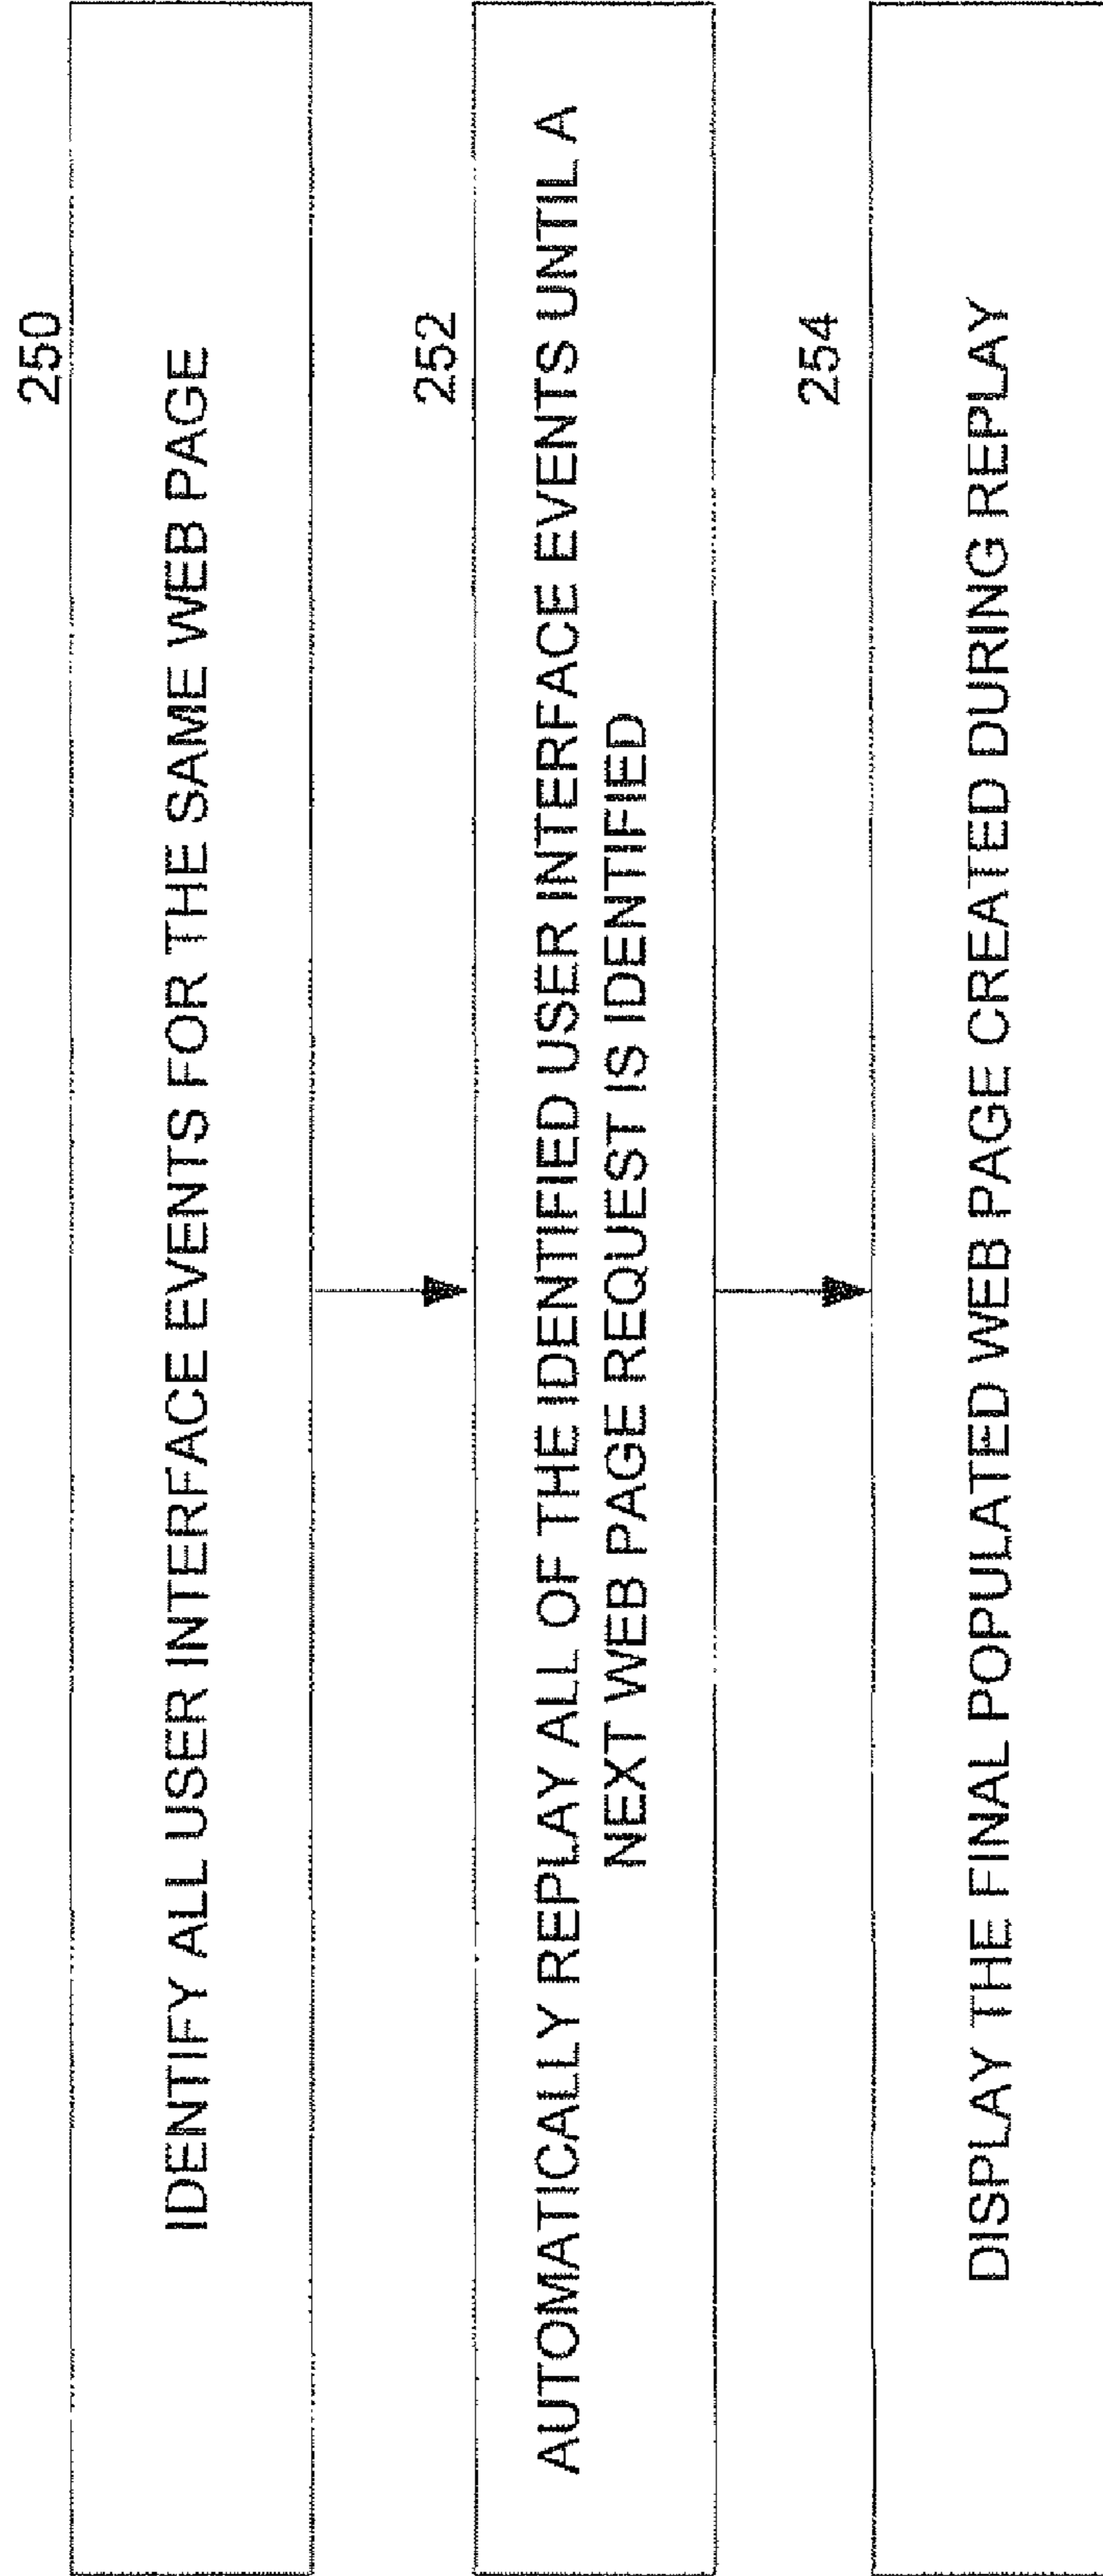 250
IDENTIFY ALL USER INTERFACE EVENTS FOR THE SAME WEB PAGE
252
AUTOMATICALLY REPLAY ALL OF THE IDENTIFIED USER INTERFACE EVENTS UNTIL A
NEXT WEB PAGE REQUEST IS IDENTIFIED
254
DISPLAY THE FINAL POPULATED WEB PAGE CREATED DURING REPLAY